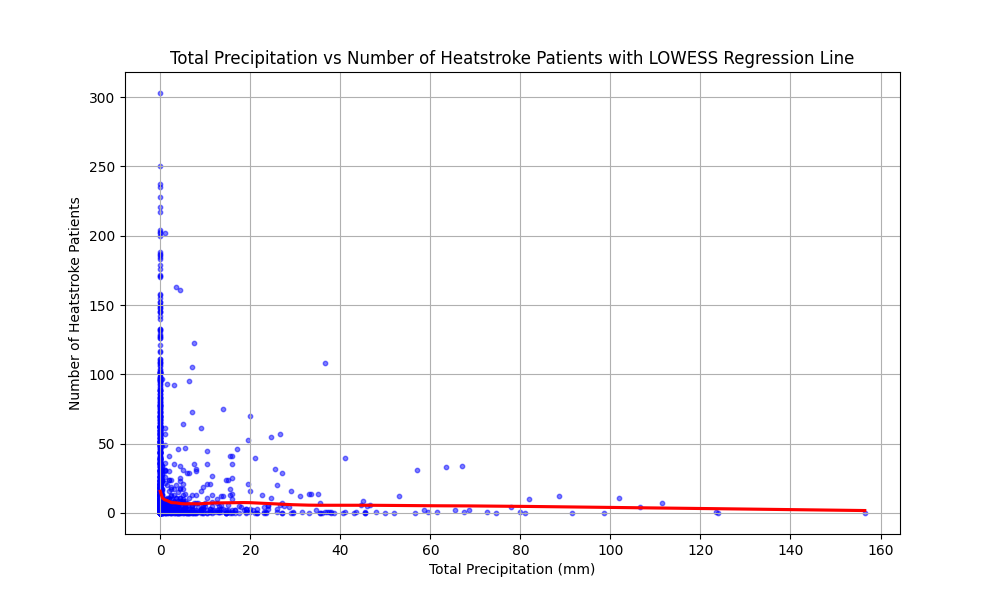 Total Precipitation vs Number of Heatstroke Patients with LOWESS Regression Line
300
250
200
150
100
50
0
Number of Heatstroke Patients
0 20 40 60 80 100 120 140 160
Total Precipitation (mm)